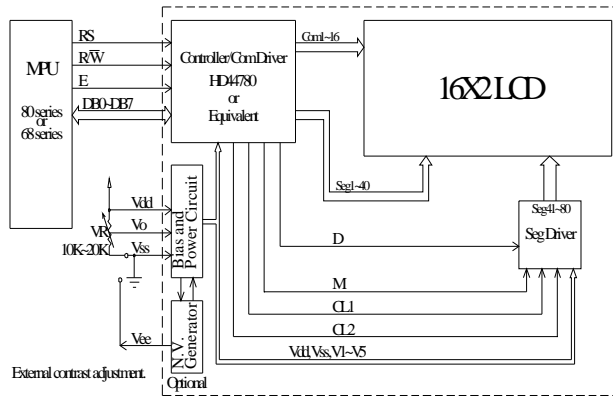 MPU
80 series
or
68 series
RS
R/W̅
E
DB0~DB7
Controller/Com Driver
HD44780
or
Equivalent
Com1~16
16X2 LCD
Seg1~40
Seg41~80
Seg Driver
D
M
CL1
CL2
Vdd,Vss,V1~V5
Vdd
Vo
Vss
VR
10K~20K
Bias and
Power Circuit
Vee
N.V.
Generator
Optional
External contrast adjustment.